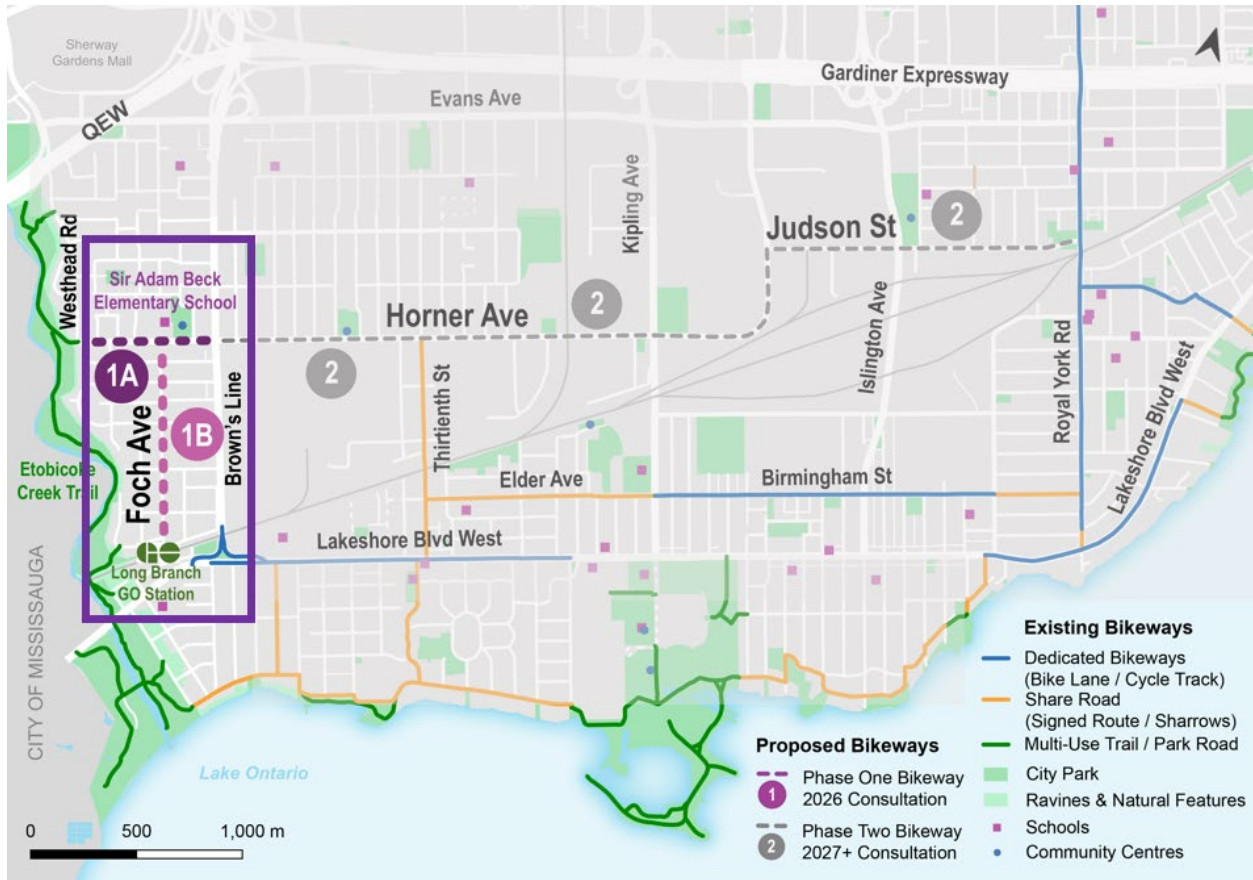 Sherway
Gardens Mall
QEW
Evans Ave
Gardiner Expressway
Kipling Ave
Judson St
2
Westhead Rd
Sir Adam Beck
Elementary School
2
Horner Ave
1A
2
Foch Ave
1B
Brown's Line
Thirtienth St
Islington Ave
Royal York Rd
Lakeshore Blvd West
Etobicoke
Creek Trail
Elder Ave
Birmingham St
Lakeshore Blvd West
GO
Long Branch
GO Station
CITY OF MISSISSAUGA
Lake Ontario
0 500 1,000 m
Proposed Bikeways
Phase One Bikeway
1 2026 Consultation
Phase Two Bikeway
2 2027+ Consultation
Existing Bikeways
Dedicated Bikeways
(Bike Lane / Cycle Track)
Share Road
(Signed Route / Sharrows)
Multi-Use Trail / Park Road
City Park
Ravines & Natural Features
Schools
Community Centres